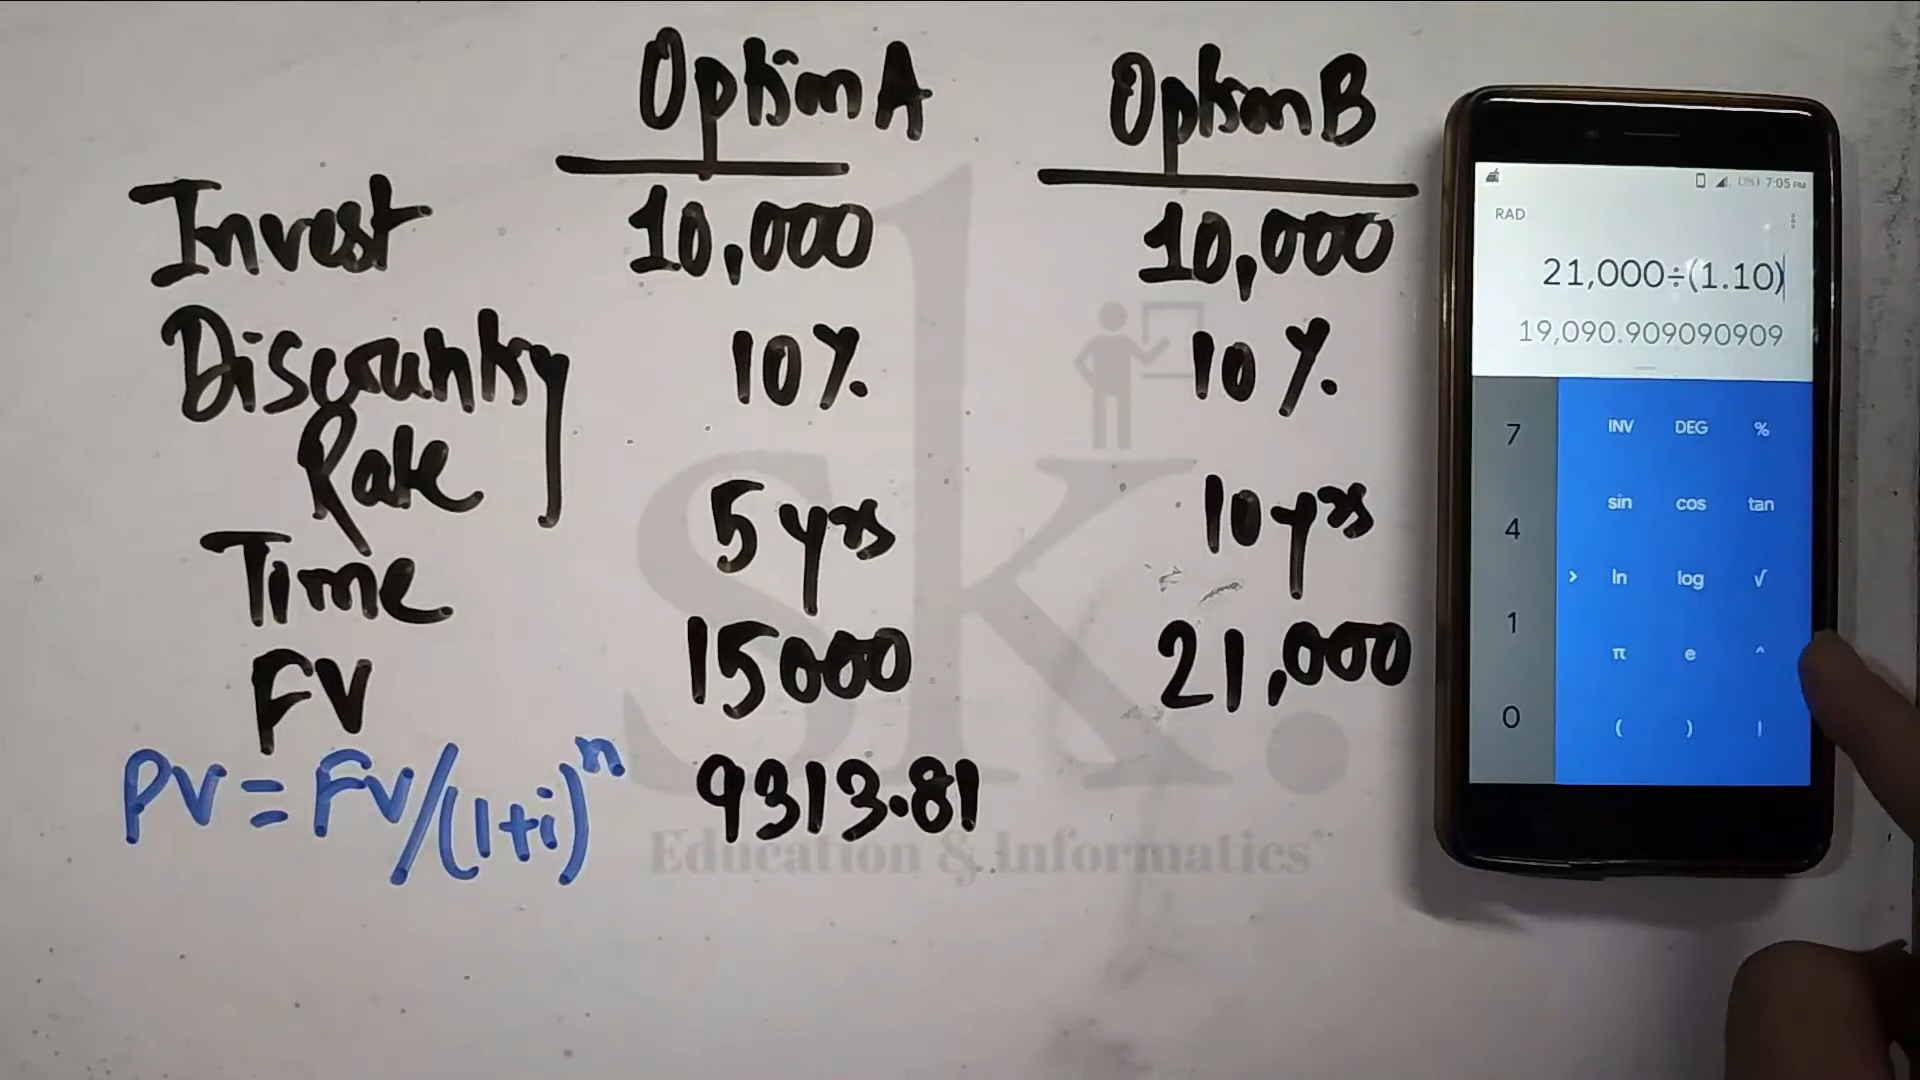 Option A Option B
Invest 10,000 10,000
Discounting 10% 10%
Rate
Time 5 yrs 10 yrs
FV 15000 21,000
PV = FV/(1+i)^n 9313.81
sk.
Education & Informatics
7:05 PM
RAD
21,000÷(1.10)
19,090.909090909
7 INV DEG %
4 sin cos tan
> ln log √
1 π e ^
0 ( ) !